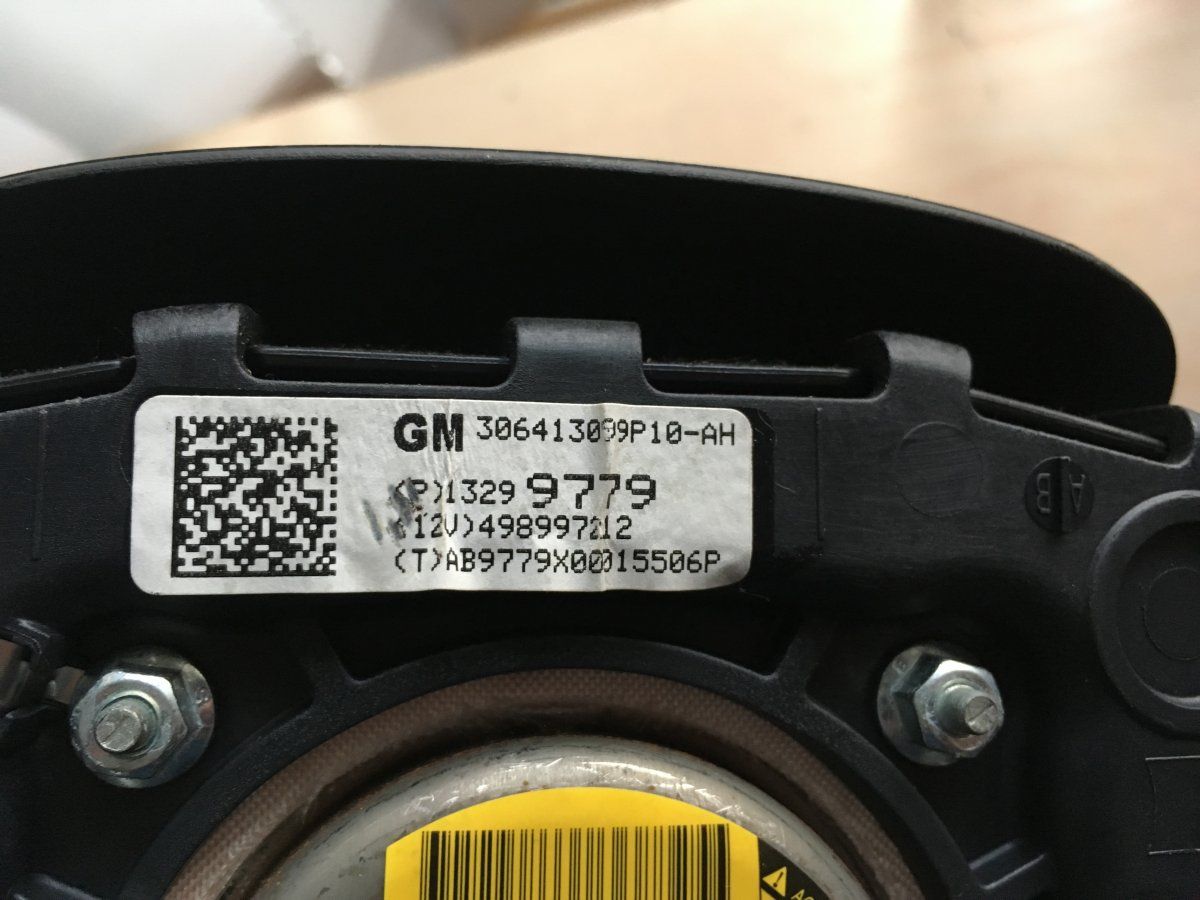 GM 306413099P10-AH
(P)1329 9779
(12V)498997212
(T)AB9779X00015506P
AB